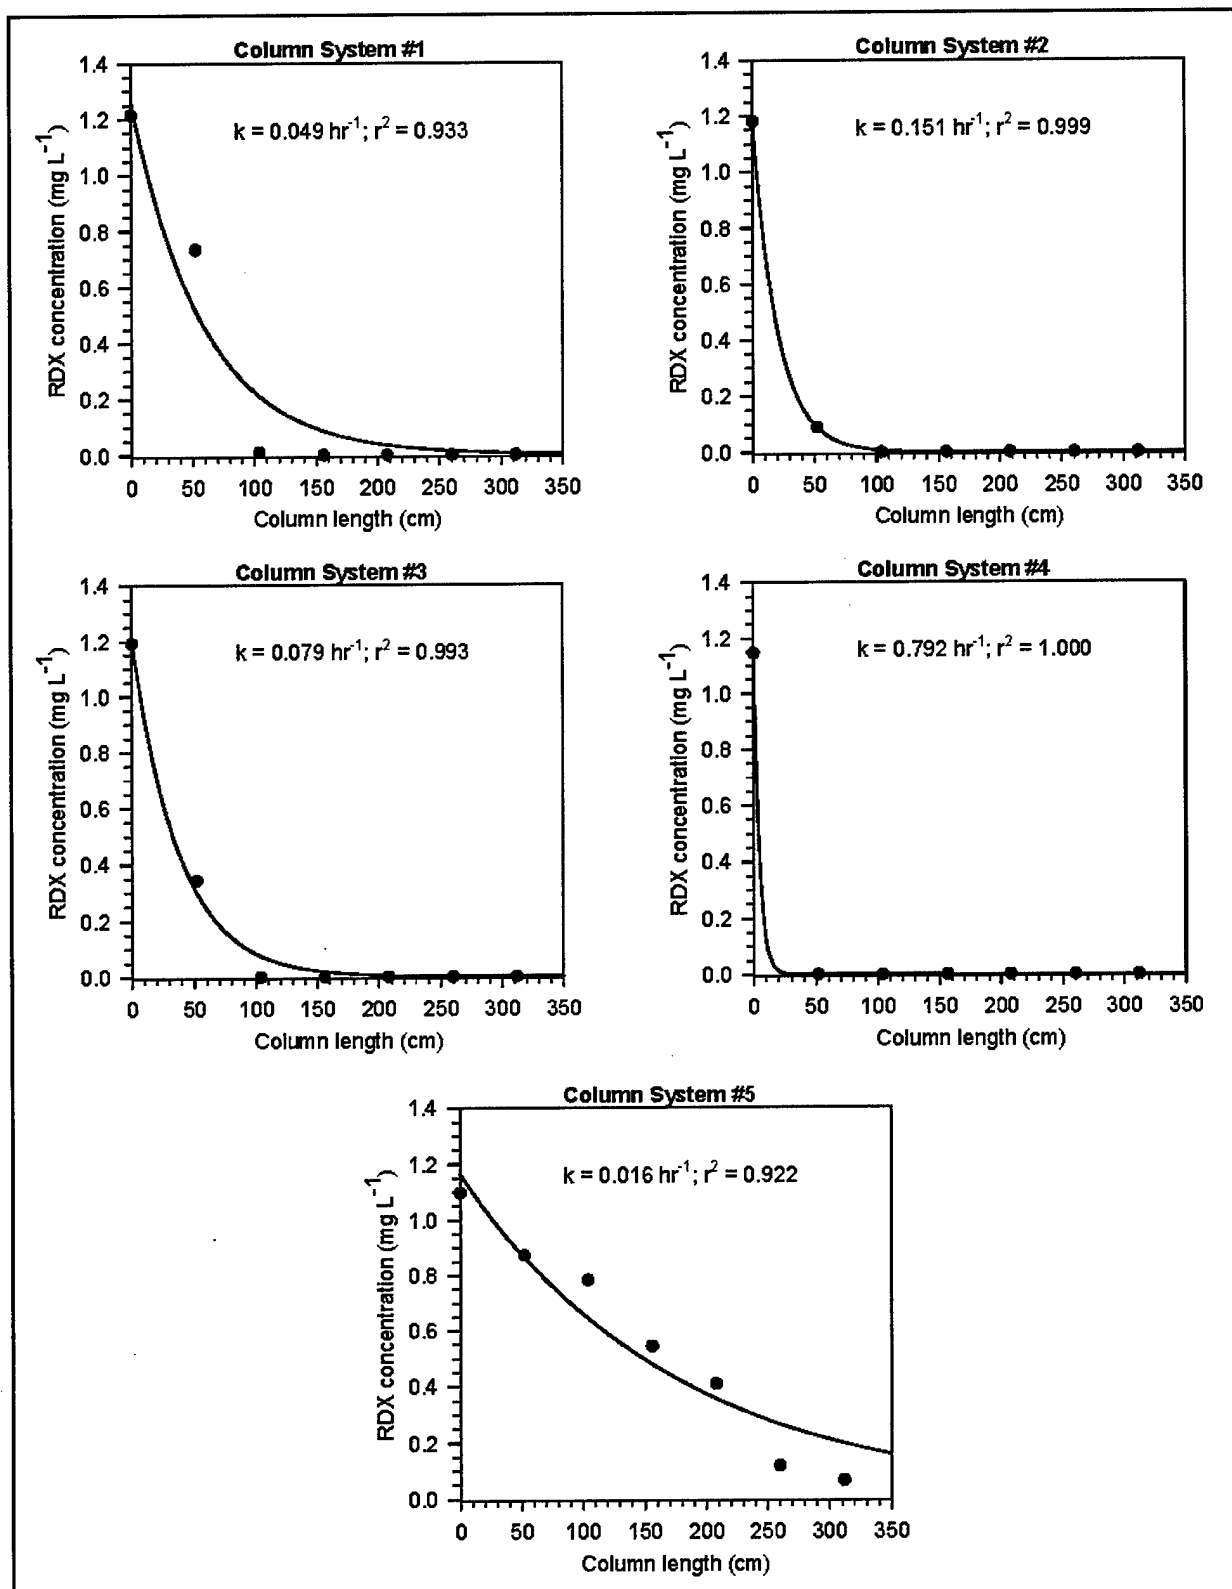 Column System #1
k = 0.049 hr⁻¹; r² = 0.933
RDX concentration (mg L⁻¹)
1.4
1.2
1.0
0.8
0.6
0.4
0.2
0.0
0 50 100 150 200 250 300 350
Column length (cm)
Column System #2
k = 0.151 hr⁻¹; r² = 0.999
RDX concentration (mg L⁻¹)
1.4
1.2
1.0
0.8
0.6
0.4
0.2
0.0
0 50 100 150 200 250 300 350
Column length (cm)
Column System #3
k = 0.079 hr⁻¹; r² = 0.993
RDX concentration (mg L⁻¹)
1.4
1.2
1.0
0.8
0.6
0.4
0.2
0.0
0 50 100 150 200 250 300 350
Column length (cm)
Column System #4
k = 0.792 hr⁻¹; r² = 1.000
RDX concentration (mg L⁻¹)
1.4
1.2
1.0
0.8
0.6
0.4
0.2
0.0
0 50 100 150 200 250 300 350
Column length (cm)
Column System #5
k = 0.016 hr⁻¹; r² = 0.922
RDX concentration (mg L⁻¹)
1.4
1.2
1.0
0.8
0.6
0.4
0.2
0.0
0 50 100 150 200 250 300 350
Column length (cm)